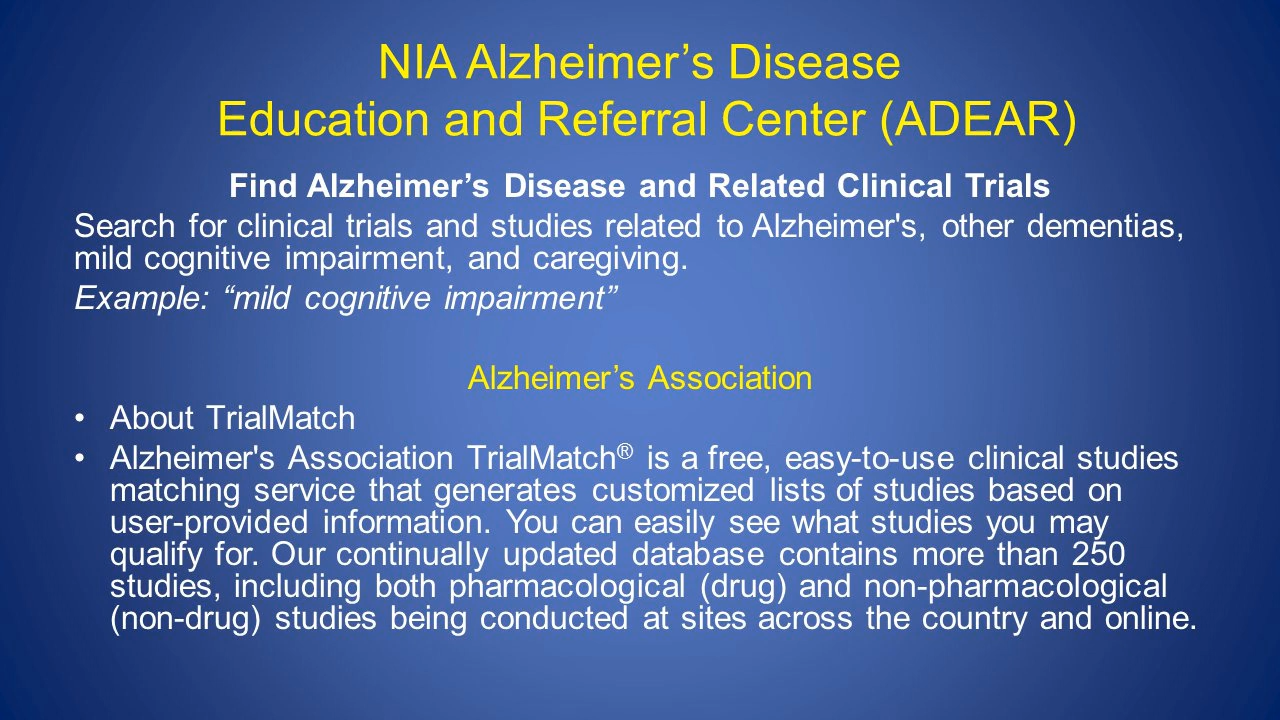 NIA Alzheimer’s Disease
Education and Referral Center (ADEAR)
Find Alzheimer’s Disease and Related Clinical Trials
Search for clinical trials and studies related to Alzheimer's, other dementias,
mild cognitive impairment, and caregiving.
Example: “mild cognitive impairment”
Alzheimer’s Association
• About TrialMatch
• Alzheimer's Association TrialMatch® is a free, easy-to-use clinical studies
matching service that generates customized lists of studies based on
user-provided information. You can easily see what studies you may
qualify for. Our continually updated database contains more than 250
studies, including both pharmacological (drug) and non-pharmacological
(non-drug) studies being conducted at sites across the country and online.